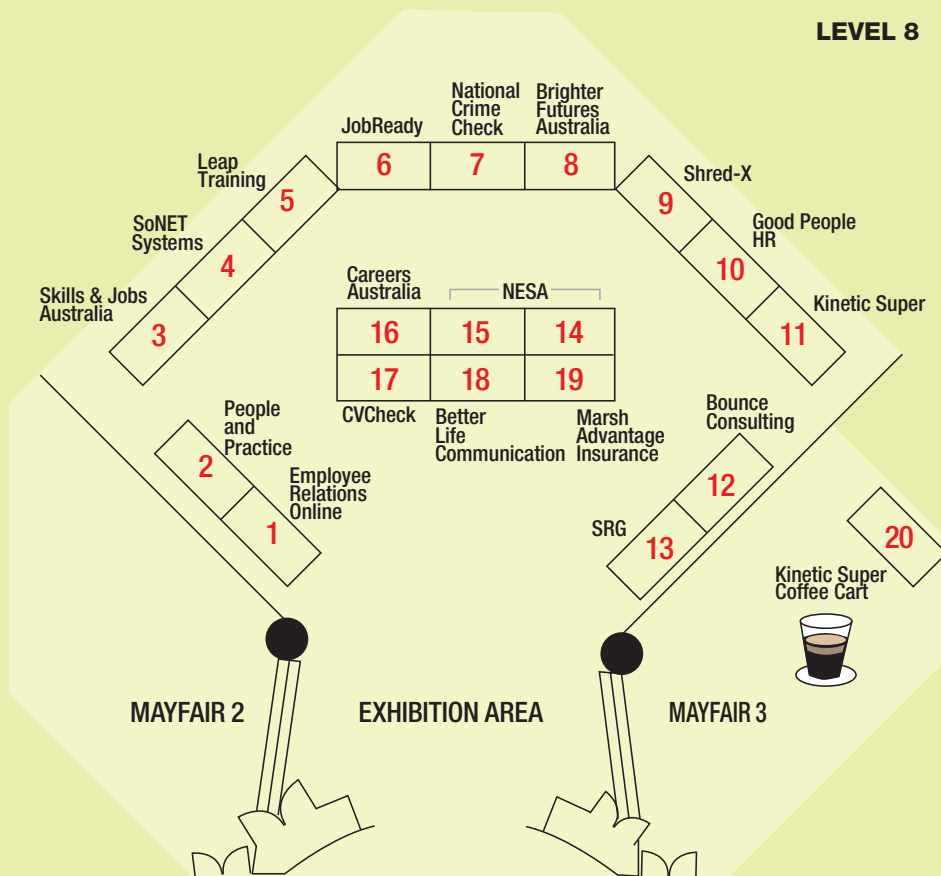 LEVEL 8
National
Crime
Check
Brighter
Futures
Australia
JobReady
6
7
8
Leap
Training
5
Shred-X
9
SoNET
Systems
4
Good People
HR
10
Skills & Jobs
Australia
3
Kinetic Super
11
Careers
Australia
NESA
16
15
14
17
18
19
CVCheck
Better
Life
Communication
Marsh
Advantage
Insurance
People
and
Practice
2
Employee
Relations
Online
1
Bounce
Consulting
12
SRG
13
20
Kinetic Super
Coffee Cart
MAYFAIR 2
EXHIBITION AREA
MAYFAIR 3